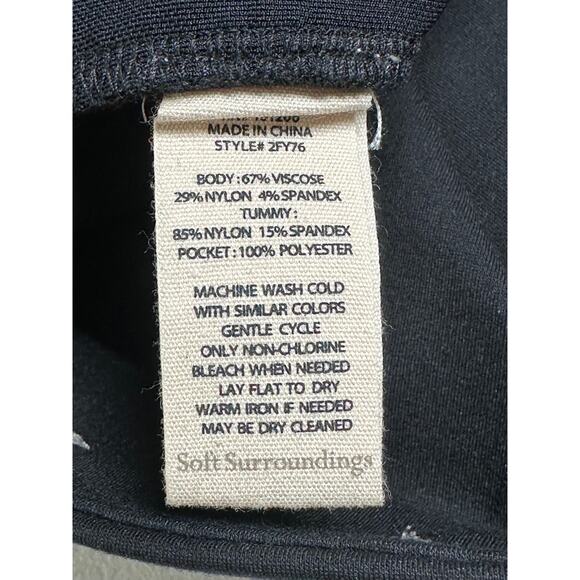 MADE IN CHINA
STYLE# 2FY76
BODY:67% VISCOSE
29% NYLON 4% SPANDEX
TUMMY:
85% NYLON 15% SPANDEX
POCKET:100% POLYESTER
MACHINE WASH COLD
WITH SIMILAR COLORS
GENTLE CYCLE
ONLY NON-CHLORINE
BLEACH WHEN NEEDED
LAY FLAT TO DRY
WARM IRON IF NEEDED
MAY BE DRY CLEANED
Soft Surroundings